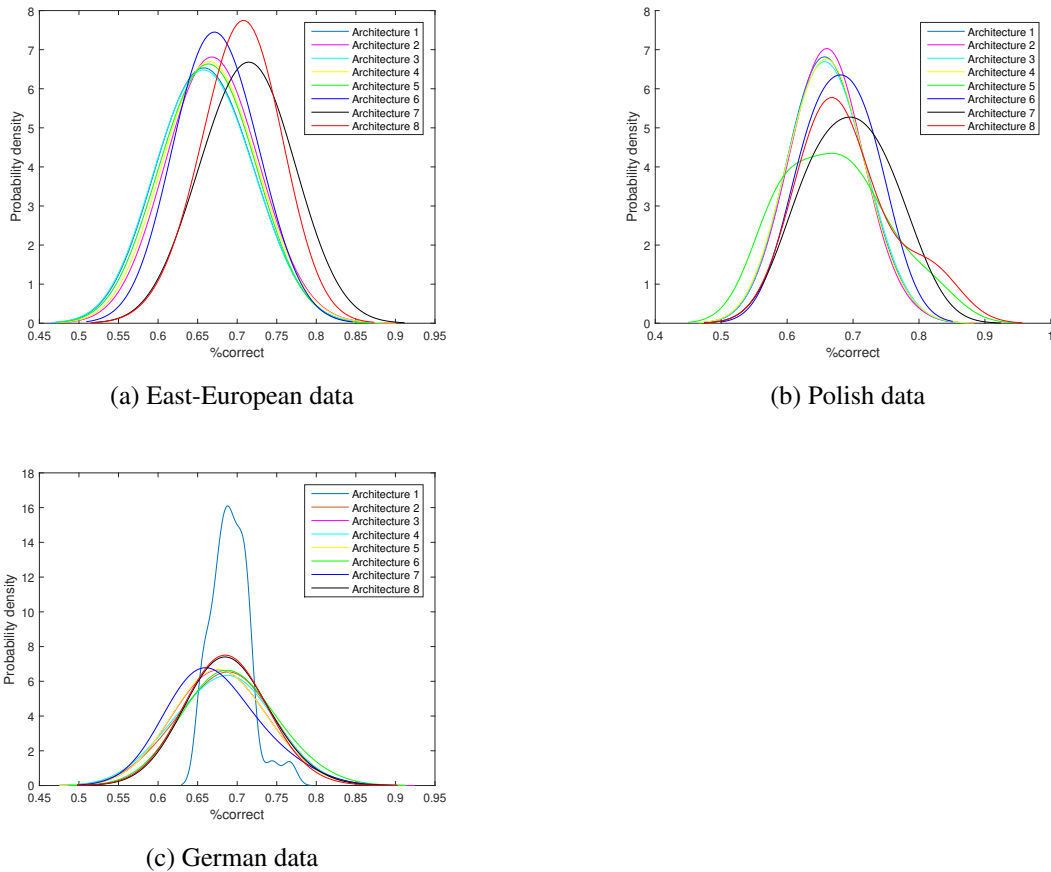 8
7
6
5
4
3
2
1
0
Probability density
0.45 0.5 0.55 0.6 0.65 0.7 0.75 0.8 0.85 0.9 0.95
%correct
Architecture 1
Architecture 2
Architecture 3
Architecture 4
Architecture 5
Architecture 6
Architecture 7
Architecture 8
(a) East-European data
8
7
6
5
4
3
2
1
0
Probability density
0.4 0.5 0.6 0.7 0.8 0.9 1
%correct
Architecture 1
Architecture 2
Architecture 3
Architecture 4
Architecture 5
Architecture 6
Architecture 7
Architecture 8
(b) Polish data
18
16
14
12
10
8
6
4
2
0
Probability density
0.45 0.5 0.55 0.6 0.65 0.7 0.75 0.8 0.85 0.9 0.95
%correct
Architecture 1
Architecture 2
Architecture 3
Architecture 4
Architecture 5
Architecture 6
Architecture 7
Architecture 8
(c) German data